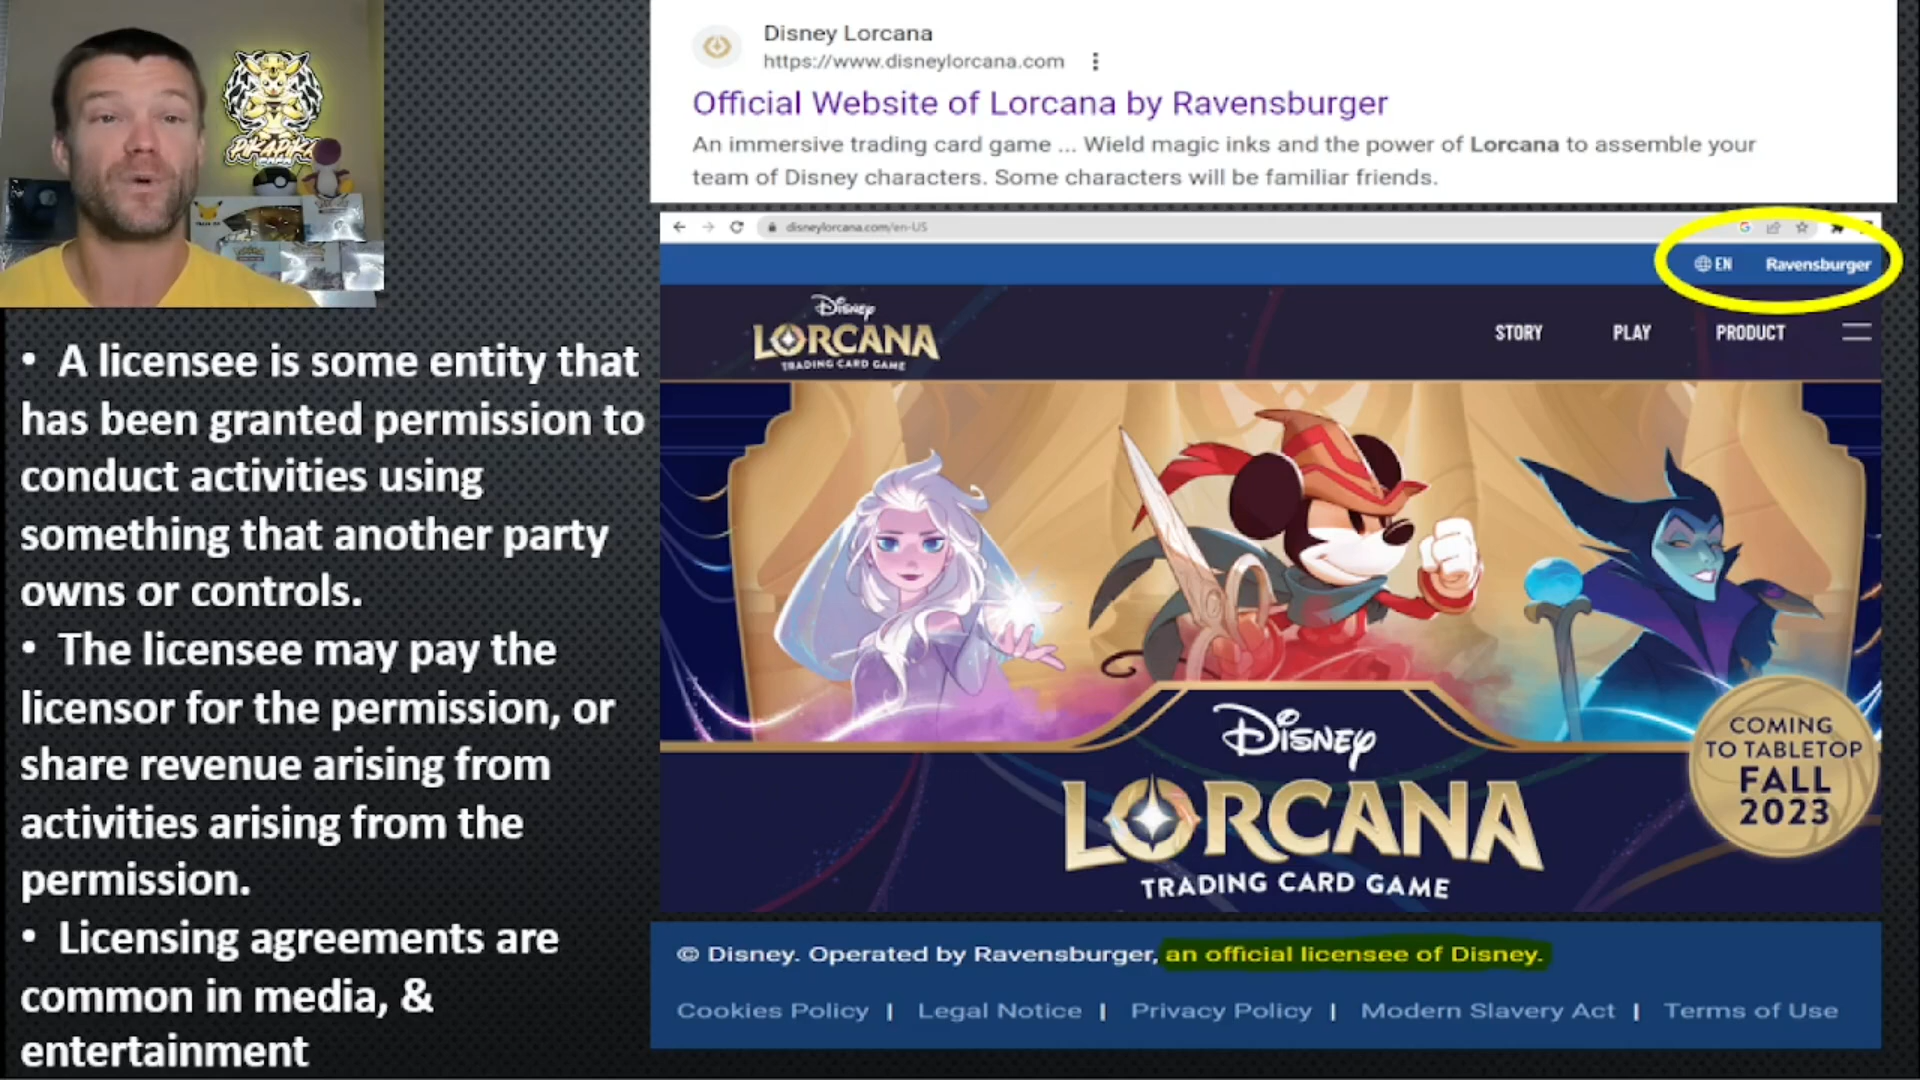 PIKAPIKA
PAPA
• A licensee is some entity that
has been granted permission to
conduct activities using
something that another party
owns or controls.
• The licensee may pay the
licensor for the permission, or
share revenue arising from
activities arising from the
permission.
• Licensing agreements are
common in media, &
entertainment
Disney Lorcana
https://www.disneylorcana.com
Official Website of Lorcana by Ravensburger
An immersive trading card game ... Wield magic inks and the power of Lorcana to assemble your
team of Disney characters. Some characters will be familiar friends.
disneylorcana.com/en-US
EN Ravensburger
Disney
LORCANA
TRADING CARD GAME
STORY PLAY PRODUCT
Disney
LORCANA
TRADING CARD GAME
COMING
TO TABLETOP
FALL
2023
© Disney. Operated by Ravensburger, an official licensee of Disney.
Cookies Policy | Legal Notice | Privacy Policy | Modern Slavery Act | Terms of Use